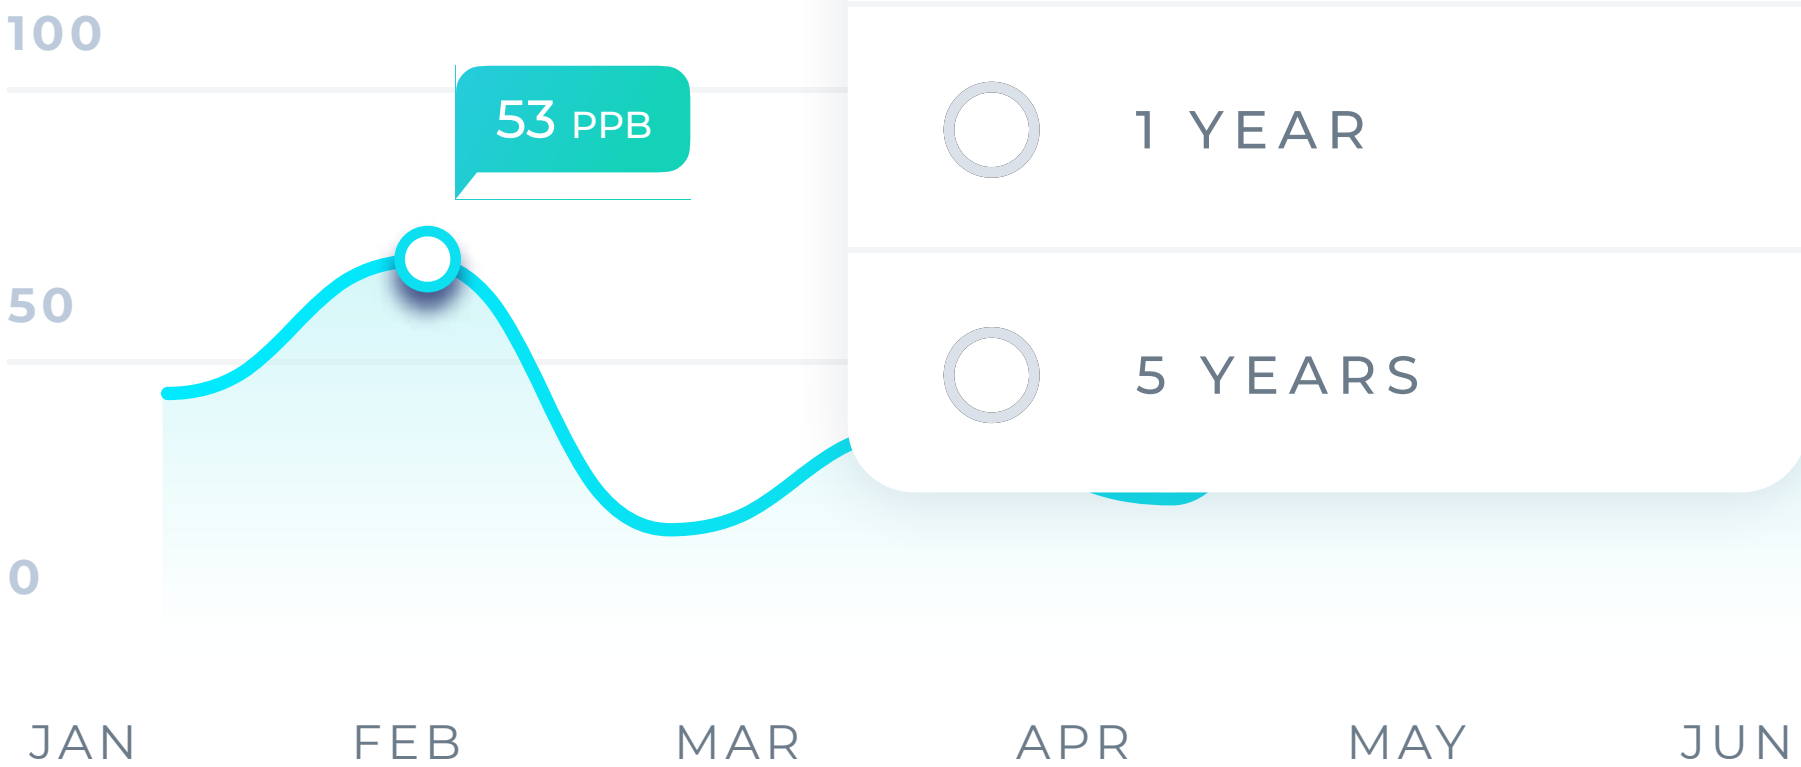 100
53 PPB
1 YEAR
50
5 YEARS
0
JAN FEB MAR APR MAY JUN